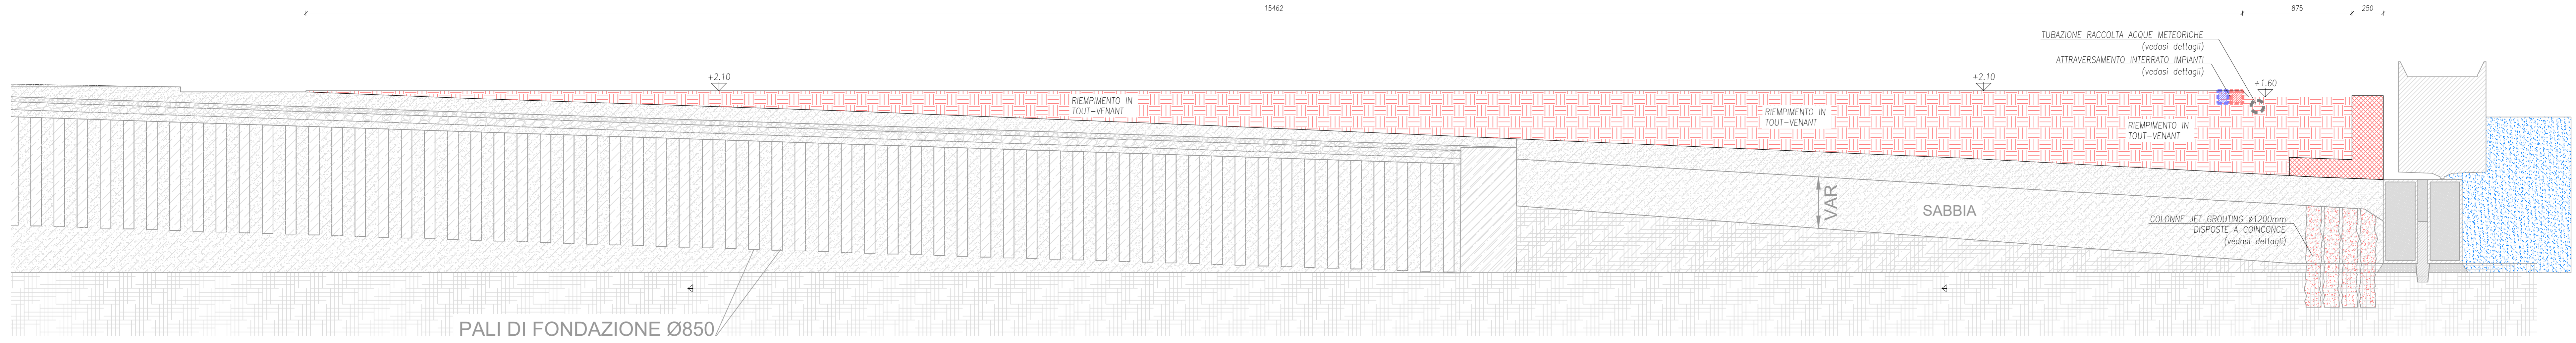 15462
875
250
TUBAZIONE RACCOLTA ACQUE METEORICHE
(vedasi dettagli)
ATTRAVERSAMENTO INTERRATO IMPIANTI
(vedasi dettagli)
+2.10
+2.10
+1.60
RIEMPIMENTO IN
TOUT-VENANT
RIEMPIMENTO IN
TOUT-VENANT
RIEMPIMENTO IN
TOUT-VENANT
VAR
SABBIA
COLONNE JET GROUTING ø1200mm
DISPOSTE A COINCONCE
(vedasi dettagli)
PALI DI FONDAZIONE Ø850